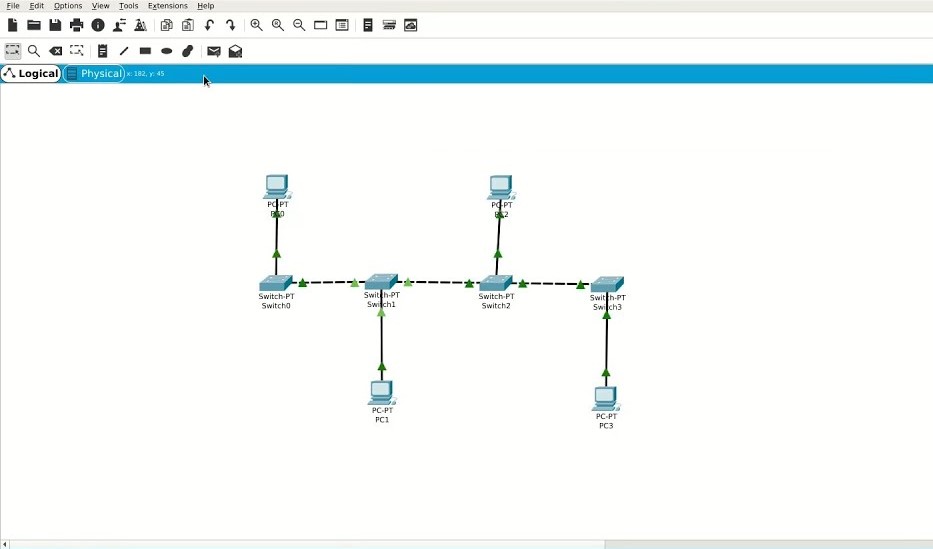 File Edit Options View Tools Extensions Help
Logical Physical x: 182, y: 45
PC-PT
PC0
PC-PT
PC2
Switch-PT
Switch0
Switch-PT
Switch1
Switch-PT
Switch2
Switch-PT
Switch3
PC-PT
PC1
PC-PT
PC3